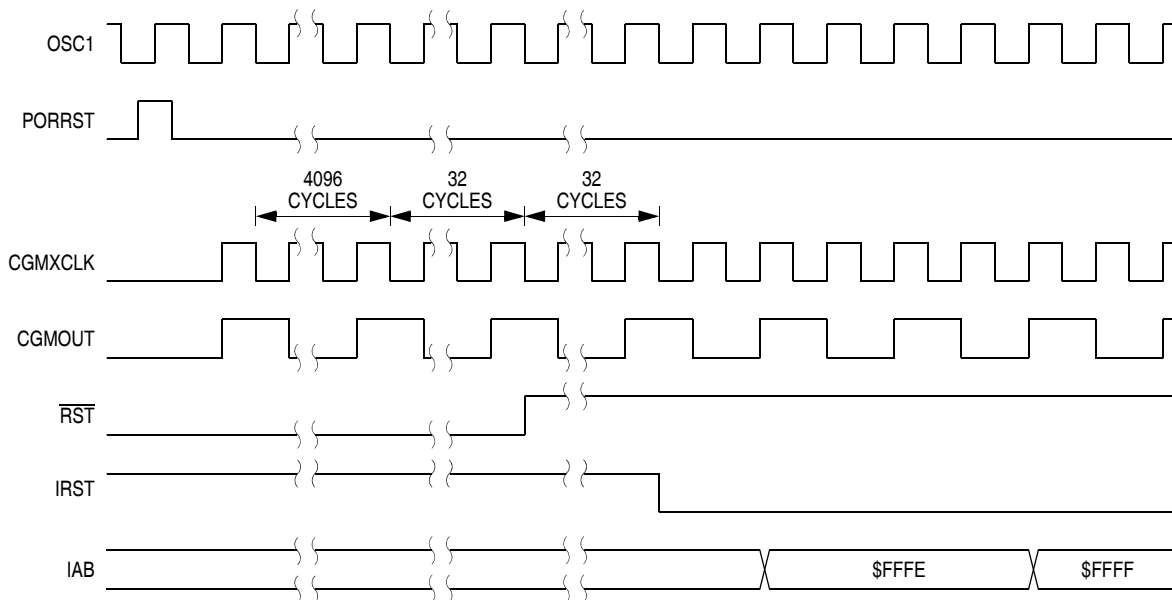 OSC1
PORRST
4096
CYCLES
32
CYCLES
32
CYCLES
CGMXCLK
CGMOUT
RST
IRST
IAB
$FFFE
$FFFF